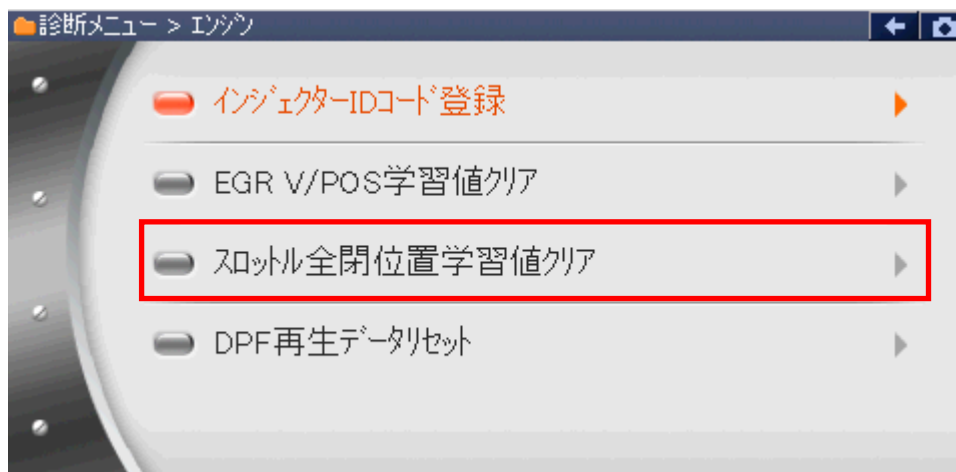 診断メニュー > エンジン
インジェクターIDコード登録
EGR V/POS学習値クリア
スロットル全閉位置学習値クリア
DPF再生データリセット